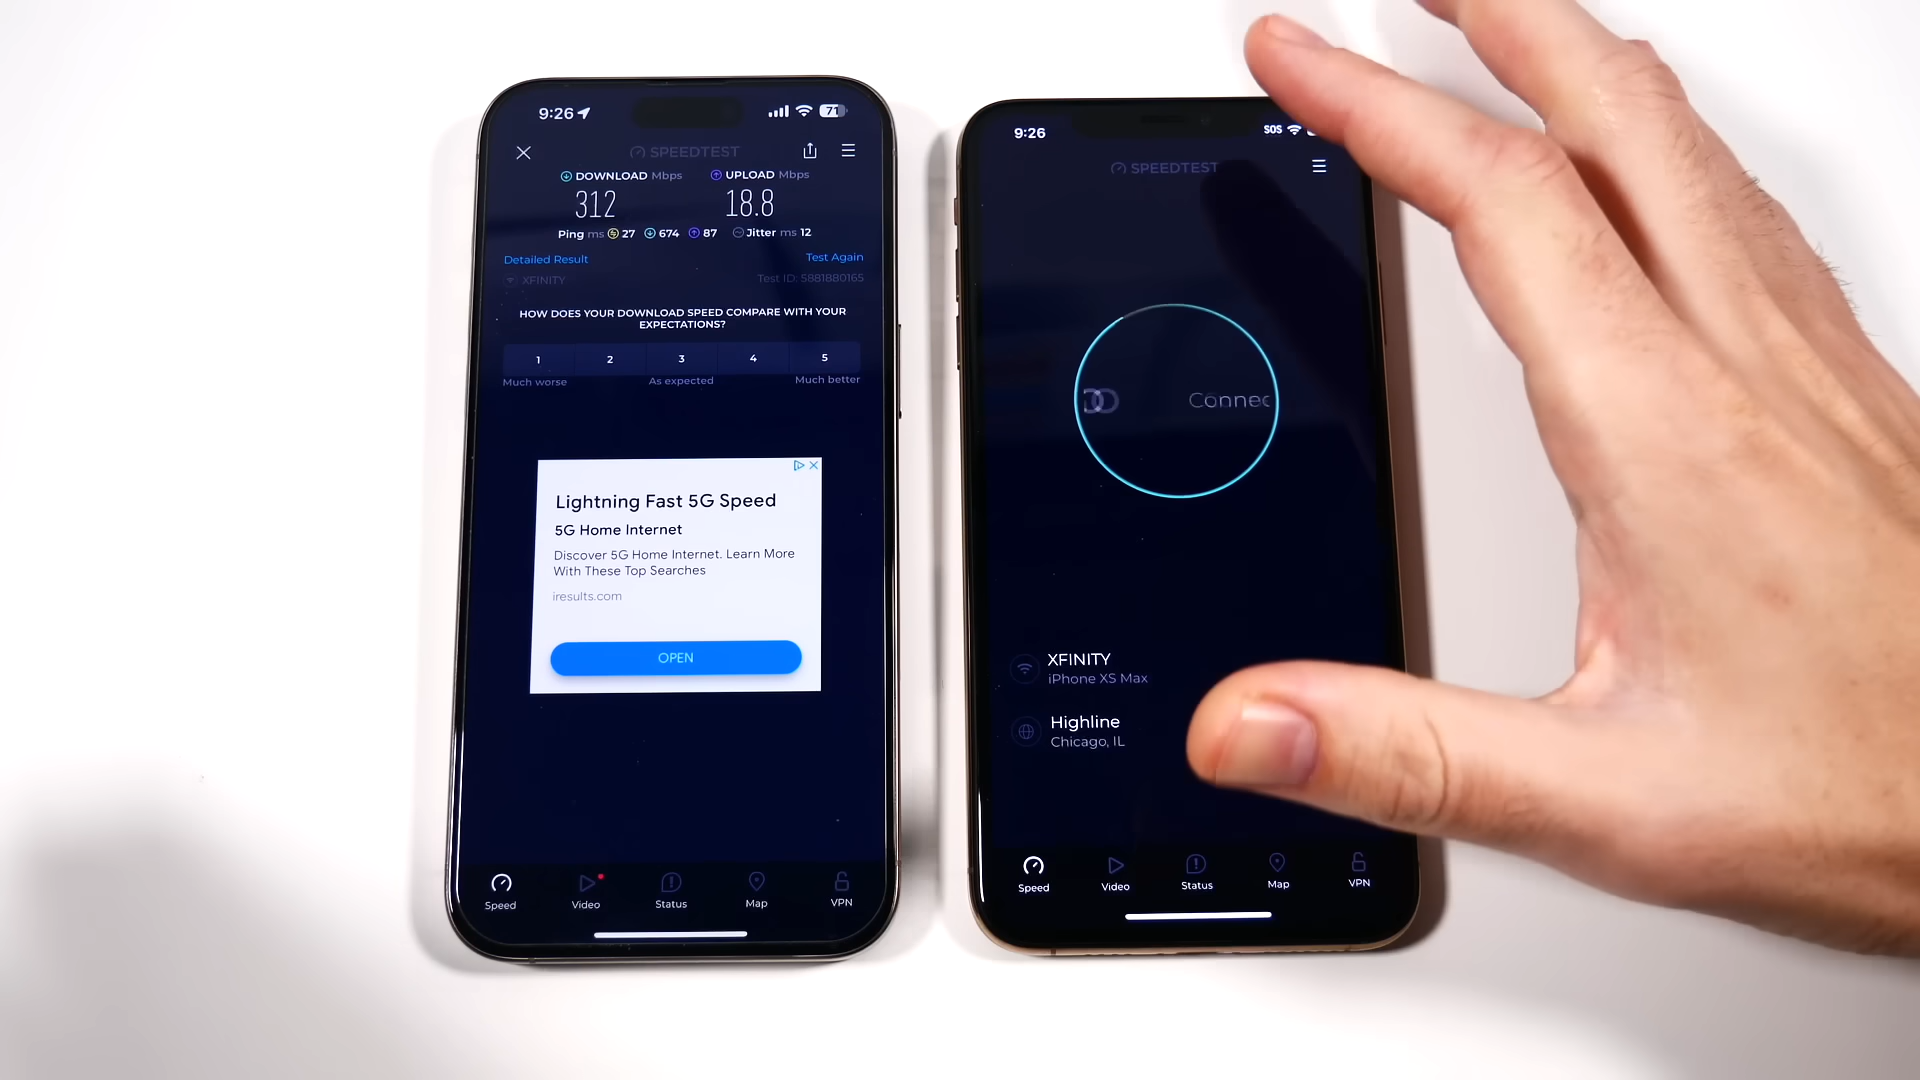 9:26
71
SPEEDTEST
DOWNLOAD Mbps
UPLOAD Mbps
312
18.8
Ping ms 27 674 87 Jitter ms 12
Detailed Result
Test Again
XFINITY
Test ID: 5881880165
HOW DOES YOUR DOWNLOAD SPEED COMPARE WITH YOUR
EXPECTATIONS?
1 2 3 4 5
Much worse As expected Much better
Lightning Fast 5G Speed
5G Home Internet
Discover 5G Home Internet. Learn More
With These Top Searches
iresults.com
OPEN
Speed Video Status Map VPN
9:26
SOS
SPEEDTEST
Connec
XFINITY
iPhone XS Max
Highline
Chicago, IL
Speed Video Status Map VPN